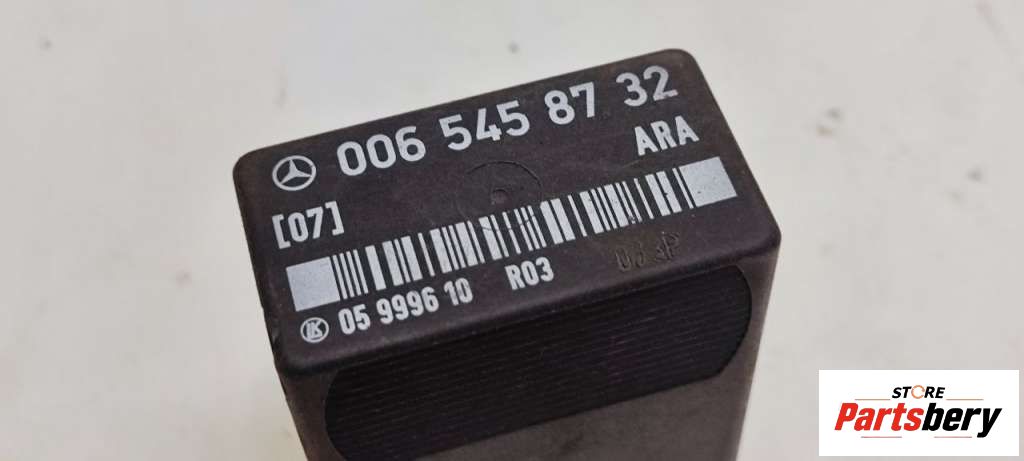 006 545 87 32
ARA
[07]
05 9996 10 R03
STORE
Partsbery